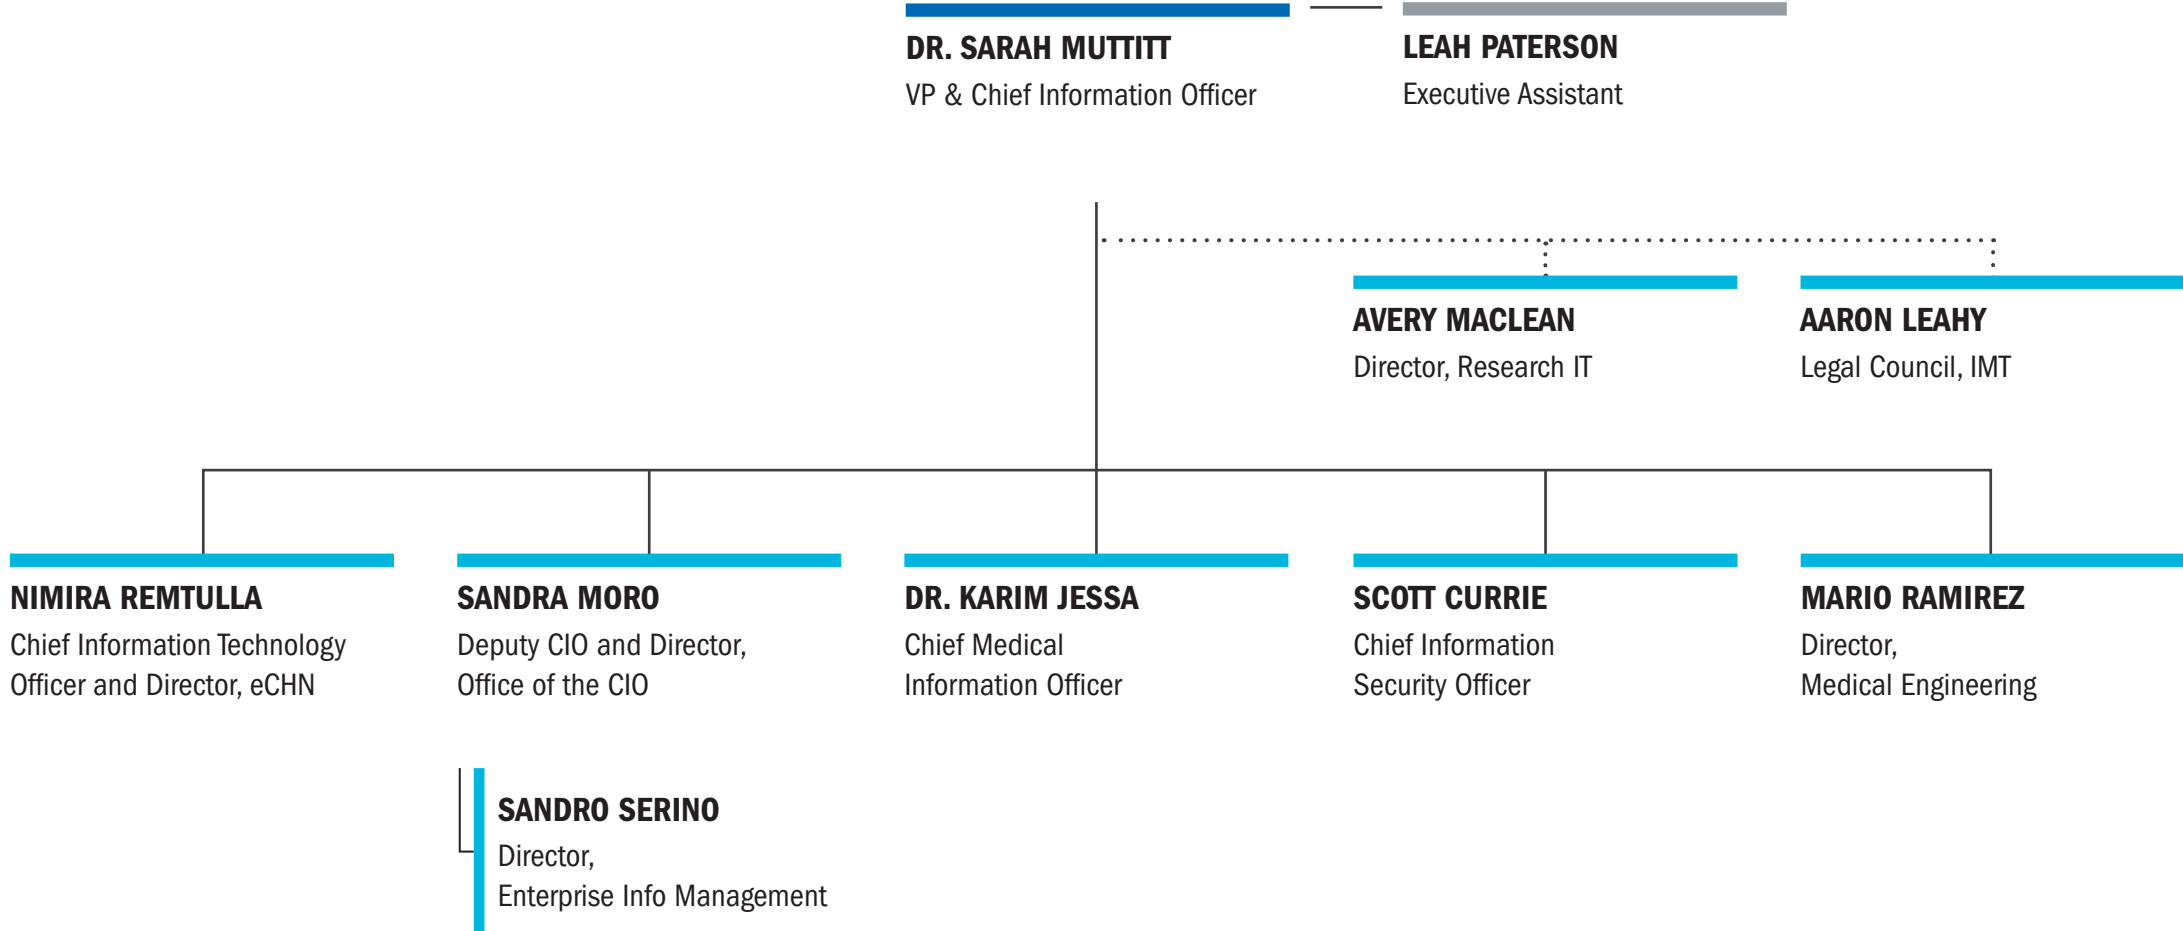 DR. SARAH MUTTITT
VP & Chief Information Officer
LEAH PATERSON
Executive Assistant
AVERY MACLEAN
Director, Research IT
AARON LEAHY
Legal Council, IMT
NIMIRA REMTULLA
Chief Information Technology
Officer and Director, eCHN
SANDRA MORO
Deputy CIO and Director,
Office of the CIO
DR. KARIM JESSA
Chief Medical
Information Officer
SCOTT CURRIE
Chief Information
Security Officer
MARIO RAMIREZ
Director,
Medical Engineering
SANDRO SERINO
Director,
Enterprise Info Management